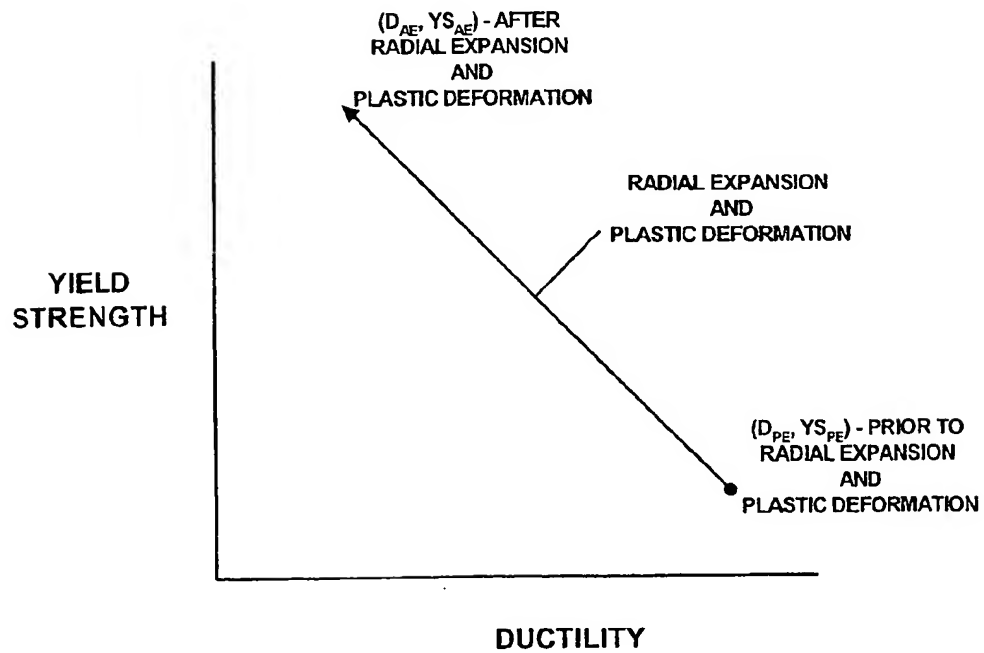 (D_AE, YS_AE) - AFTER
RADIAL EXPANSION
AND
PLASTIC DEFORMATION
RADIAL EXPANSION
AND
PLASTIC DEFORMATION
YIELD
STRENGTH
(D_PE, YS_PE) - PRIOR TO
RADIAL EXPANSION
AND
PLASTIC DEFORMATION
DUCTILITY